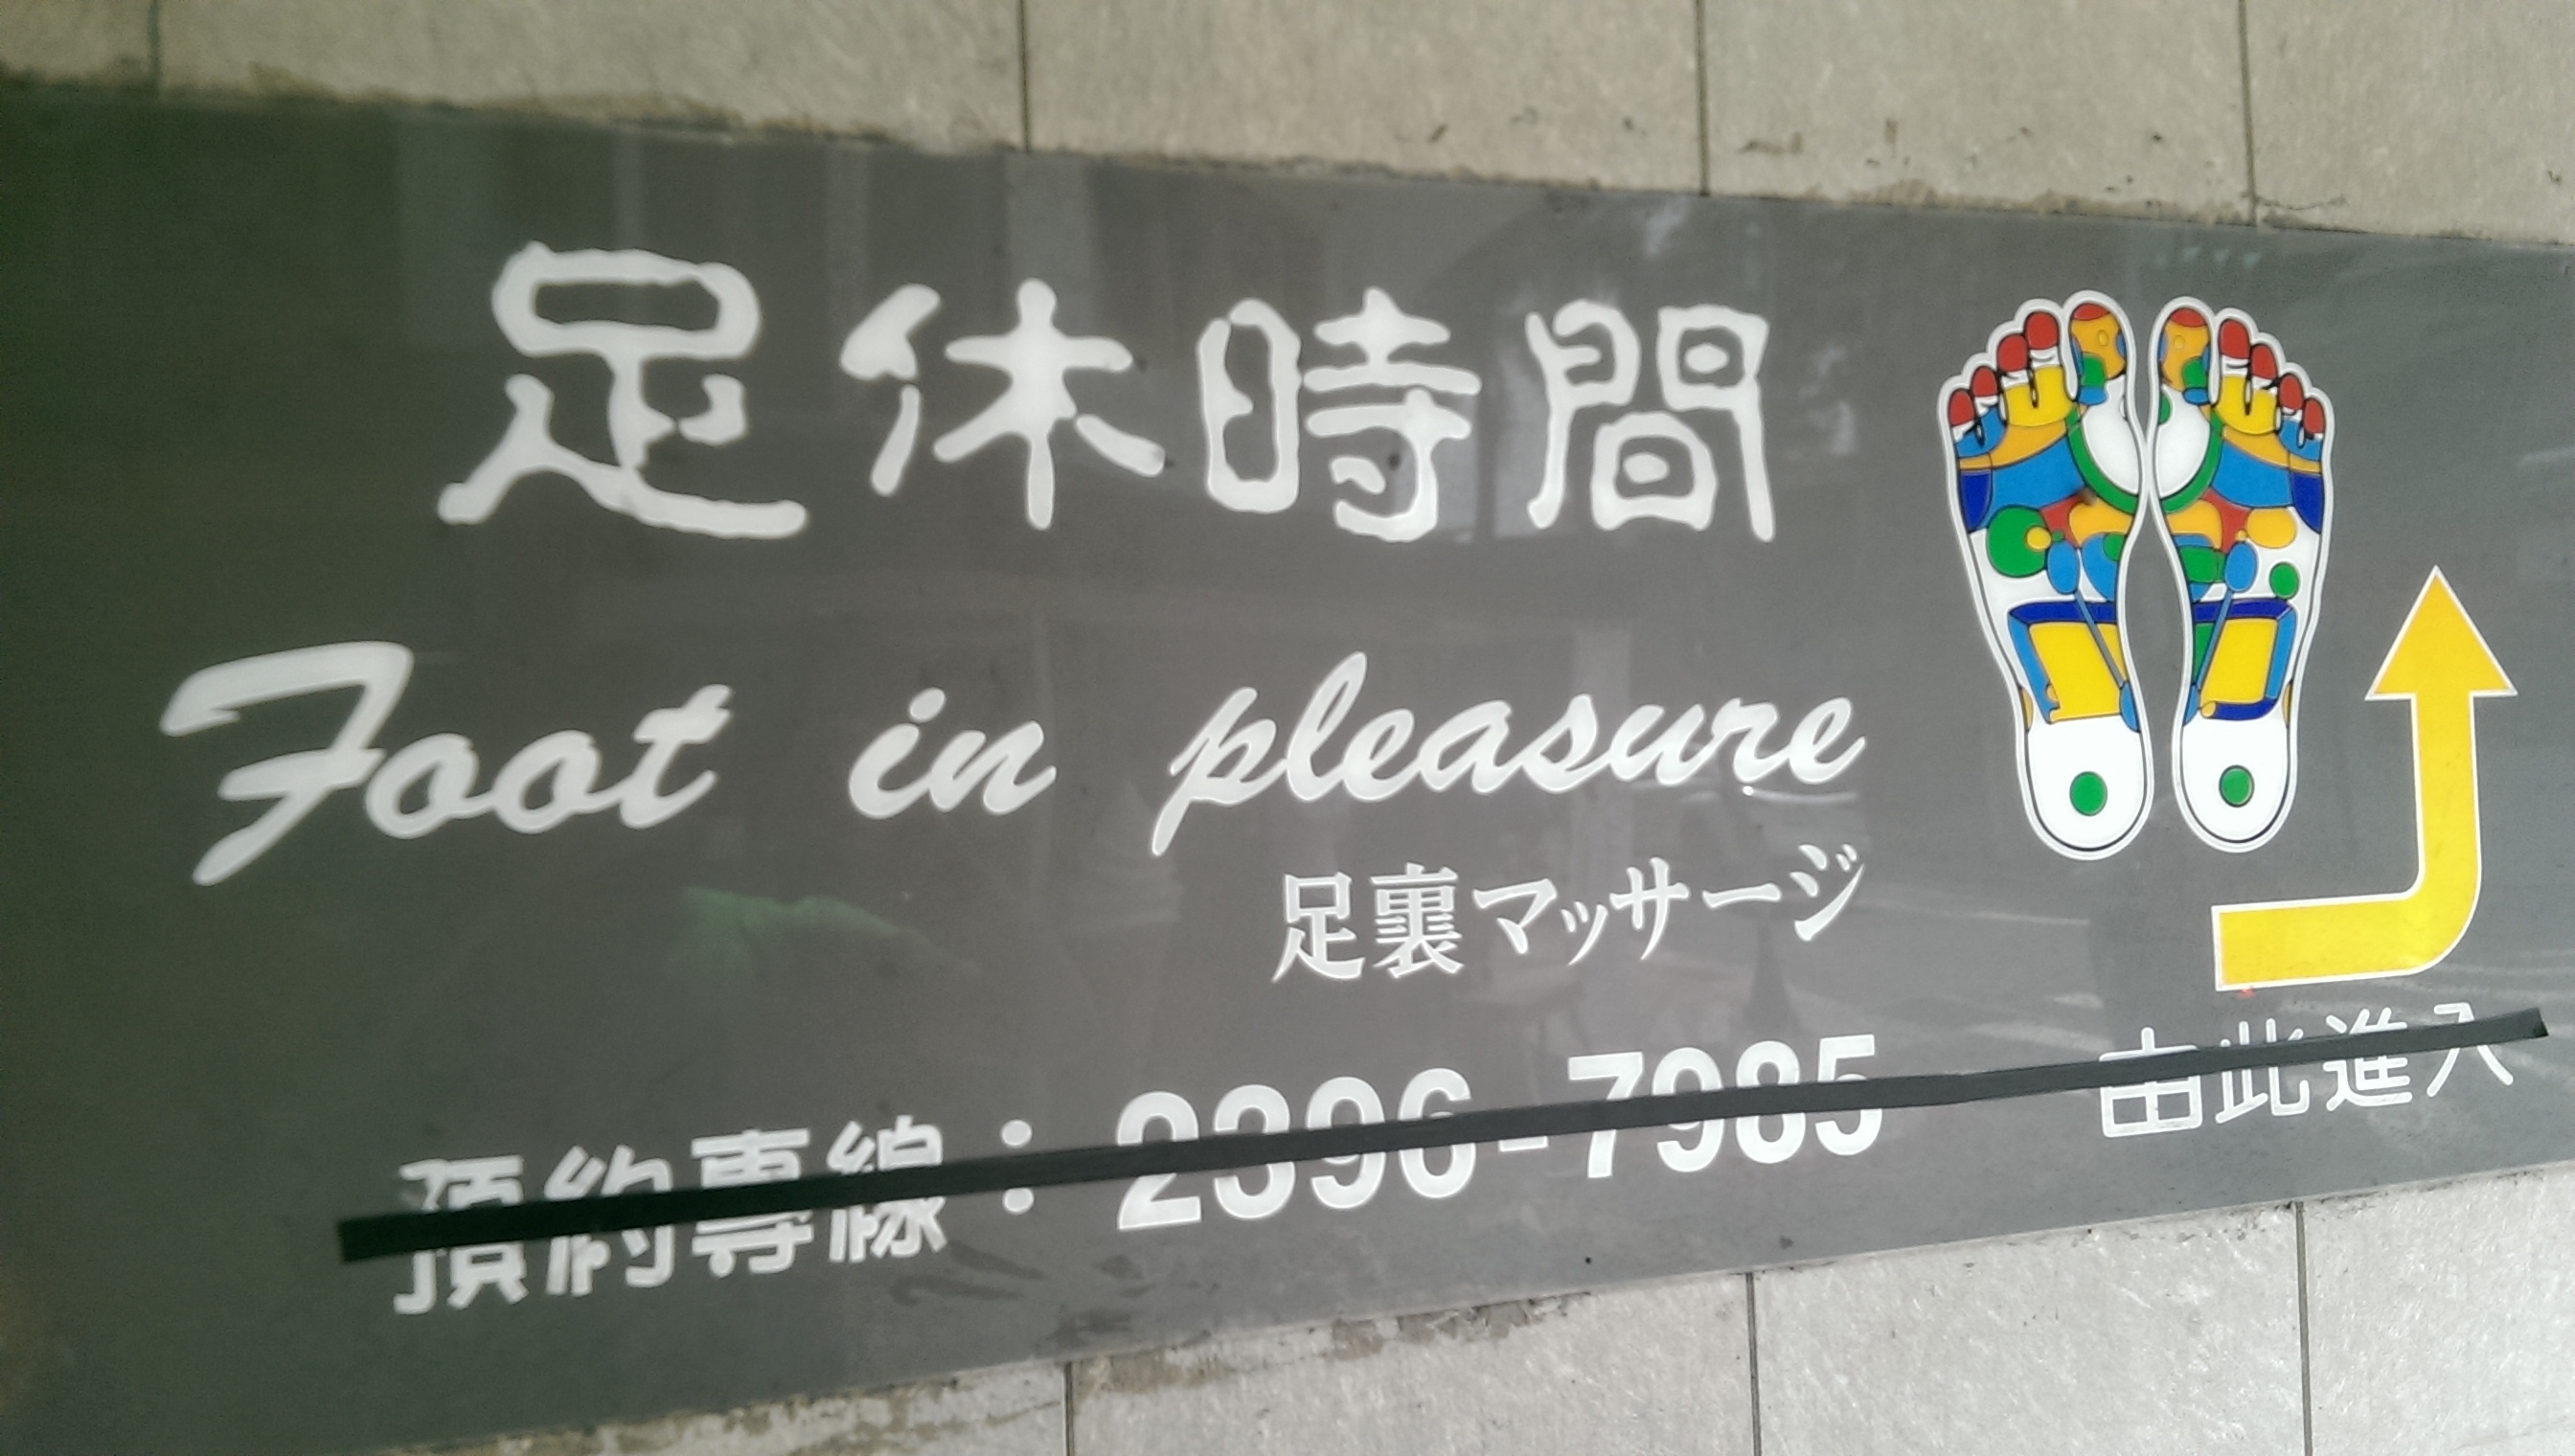 足休時間
Foot in pleasure
足裏マッサージ
預約專線：2396-7985
由此進入